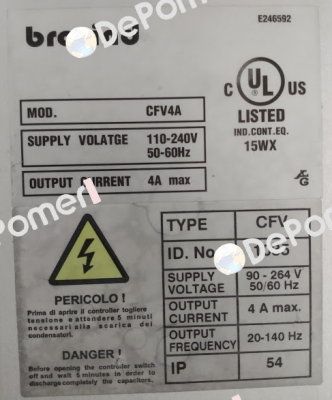 E246592
C UL US
LISTED
IND.CONT.EQ.
15WX
MOD. CFV4A
SUPPLY VOLATGE 110-240V
50-60Hz
OUTPUT CURRENT 4A max
DePomeri
TYPE CFV
ID. No
SUPPLY VOLTAGE 90 - 264 V 50/60 Hz
OUTPUT CURRENT 4 A max.
OUTPUT FREQUENCY 20-140 Hz
IP 54
PERICOLO !
Prima di aprire il controller togliere
tensione e attendere 5 minuti
necessari alla scarica dei
condensatori.
DANGER !
Before opening the controller switch
off and wait 5 minutes in order to
discharge completely the capacitors.